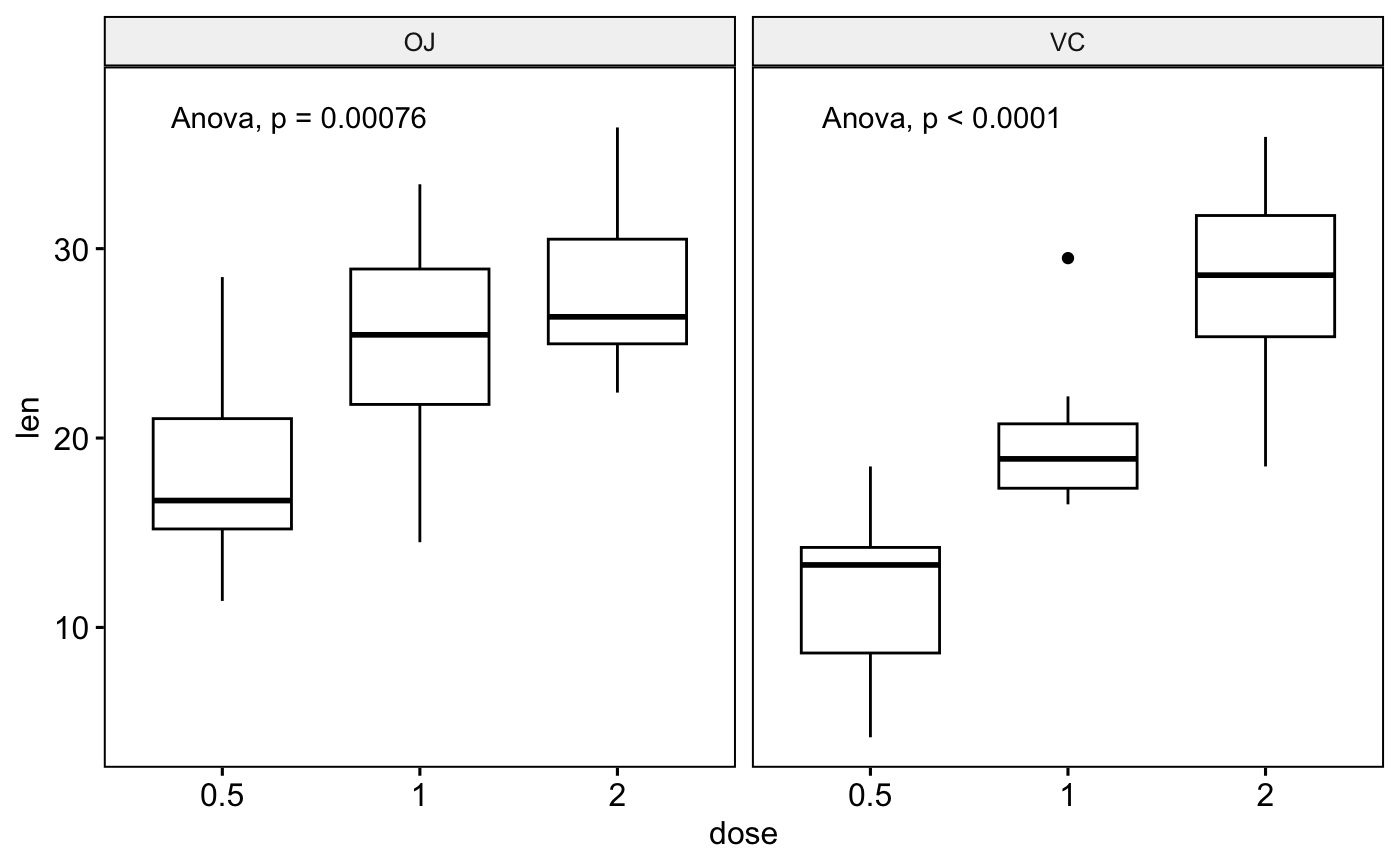 OJ
VC
Anova, p = 0.00076
Anova, p < 0.0001
30
20
10
len
0.5 1 2
0.5 1 2
dose